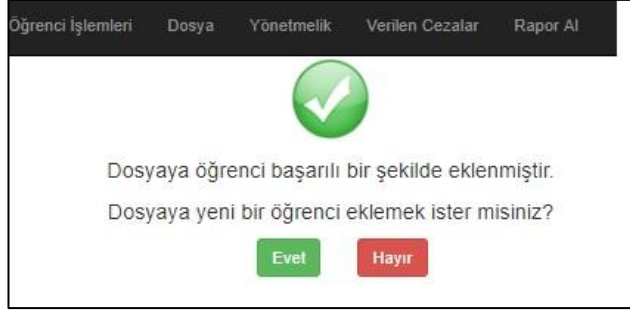 Öğrenci İşlemleri Dosya Yönetmelik Verilen Cezalar Rapor Al
Dosyaya öğrenci başarılı bir şekilde eklenmiştir.
Dosyaya yeni bir öğrenci eklemek ister misiniz?
Evet Hayır